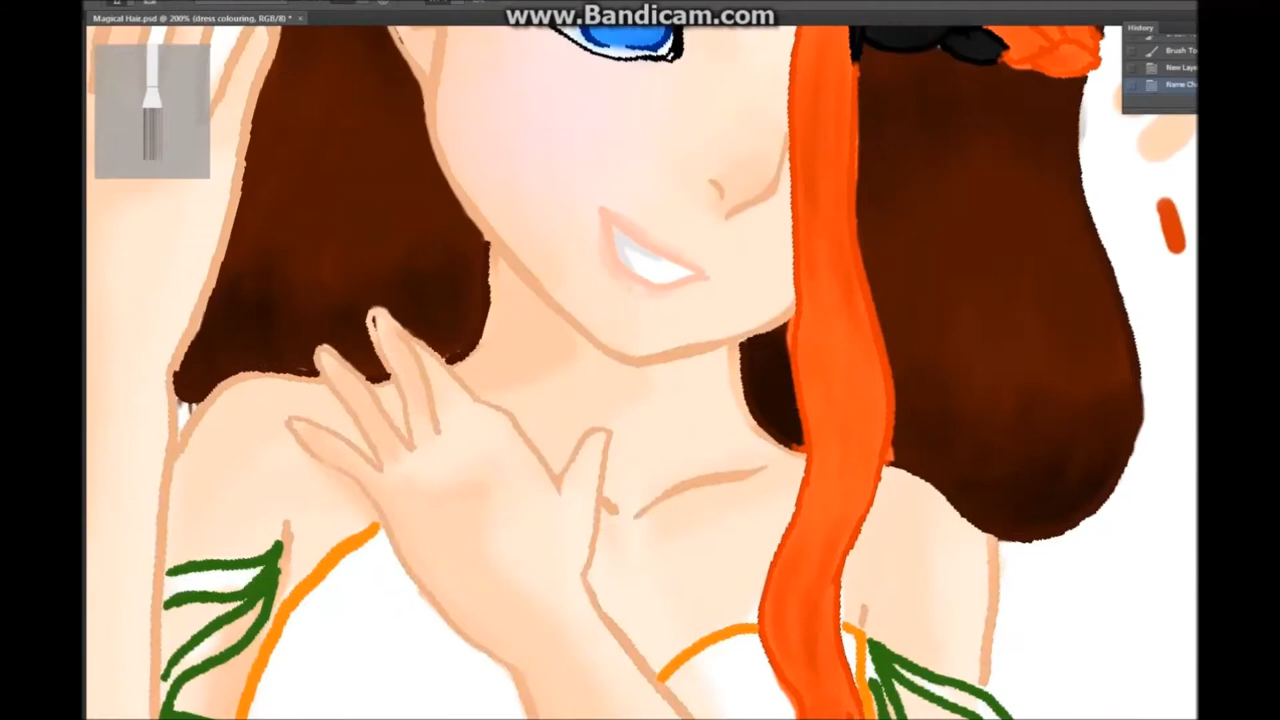 www.Bandicam.com
Magical Hair.psd @ 200% (dress colouring, RGB/8) * ×
History
Brush To
New Laye
Name Ch